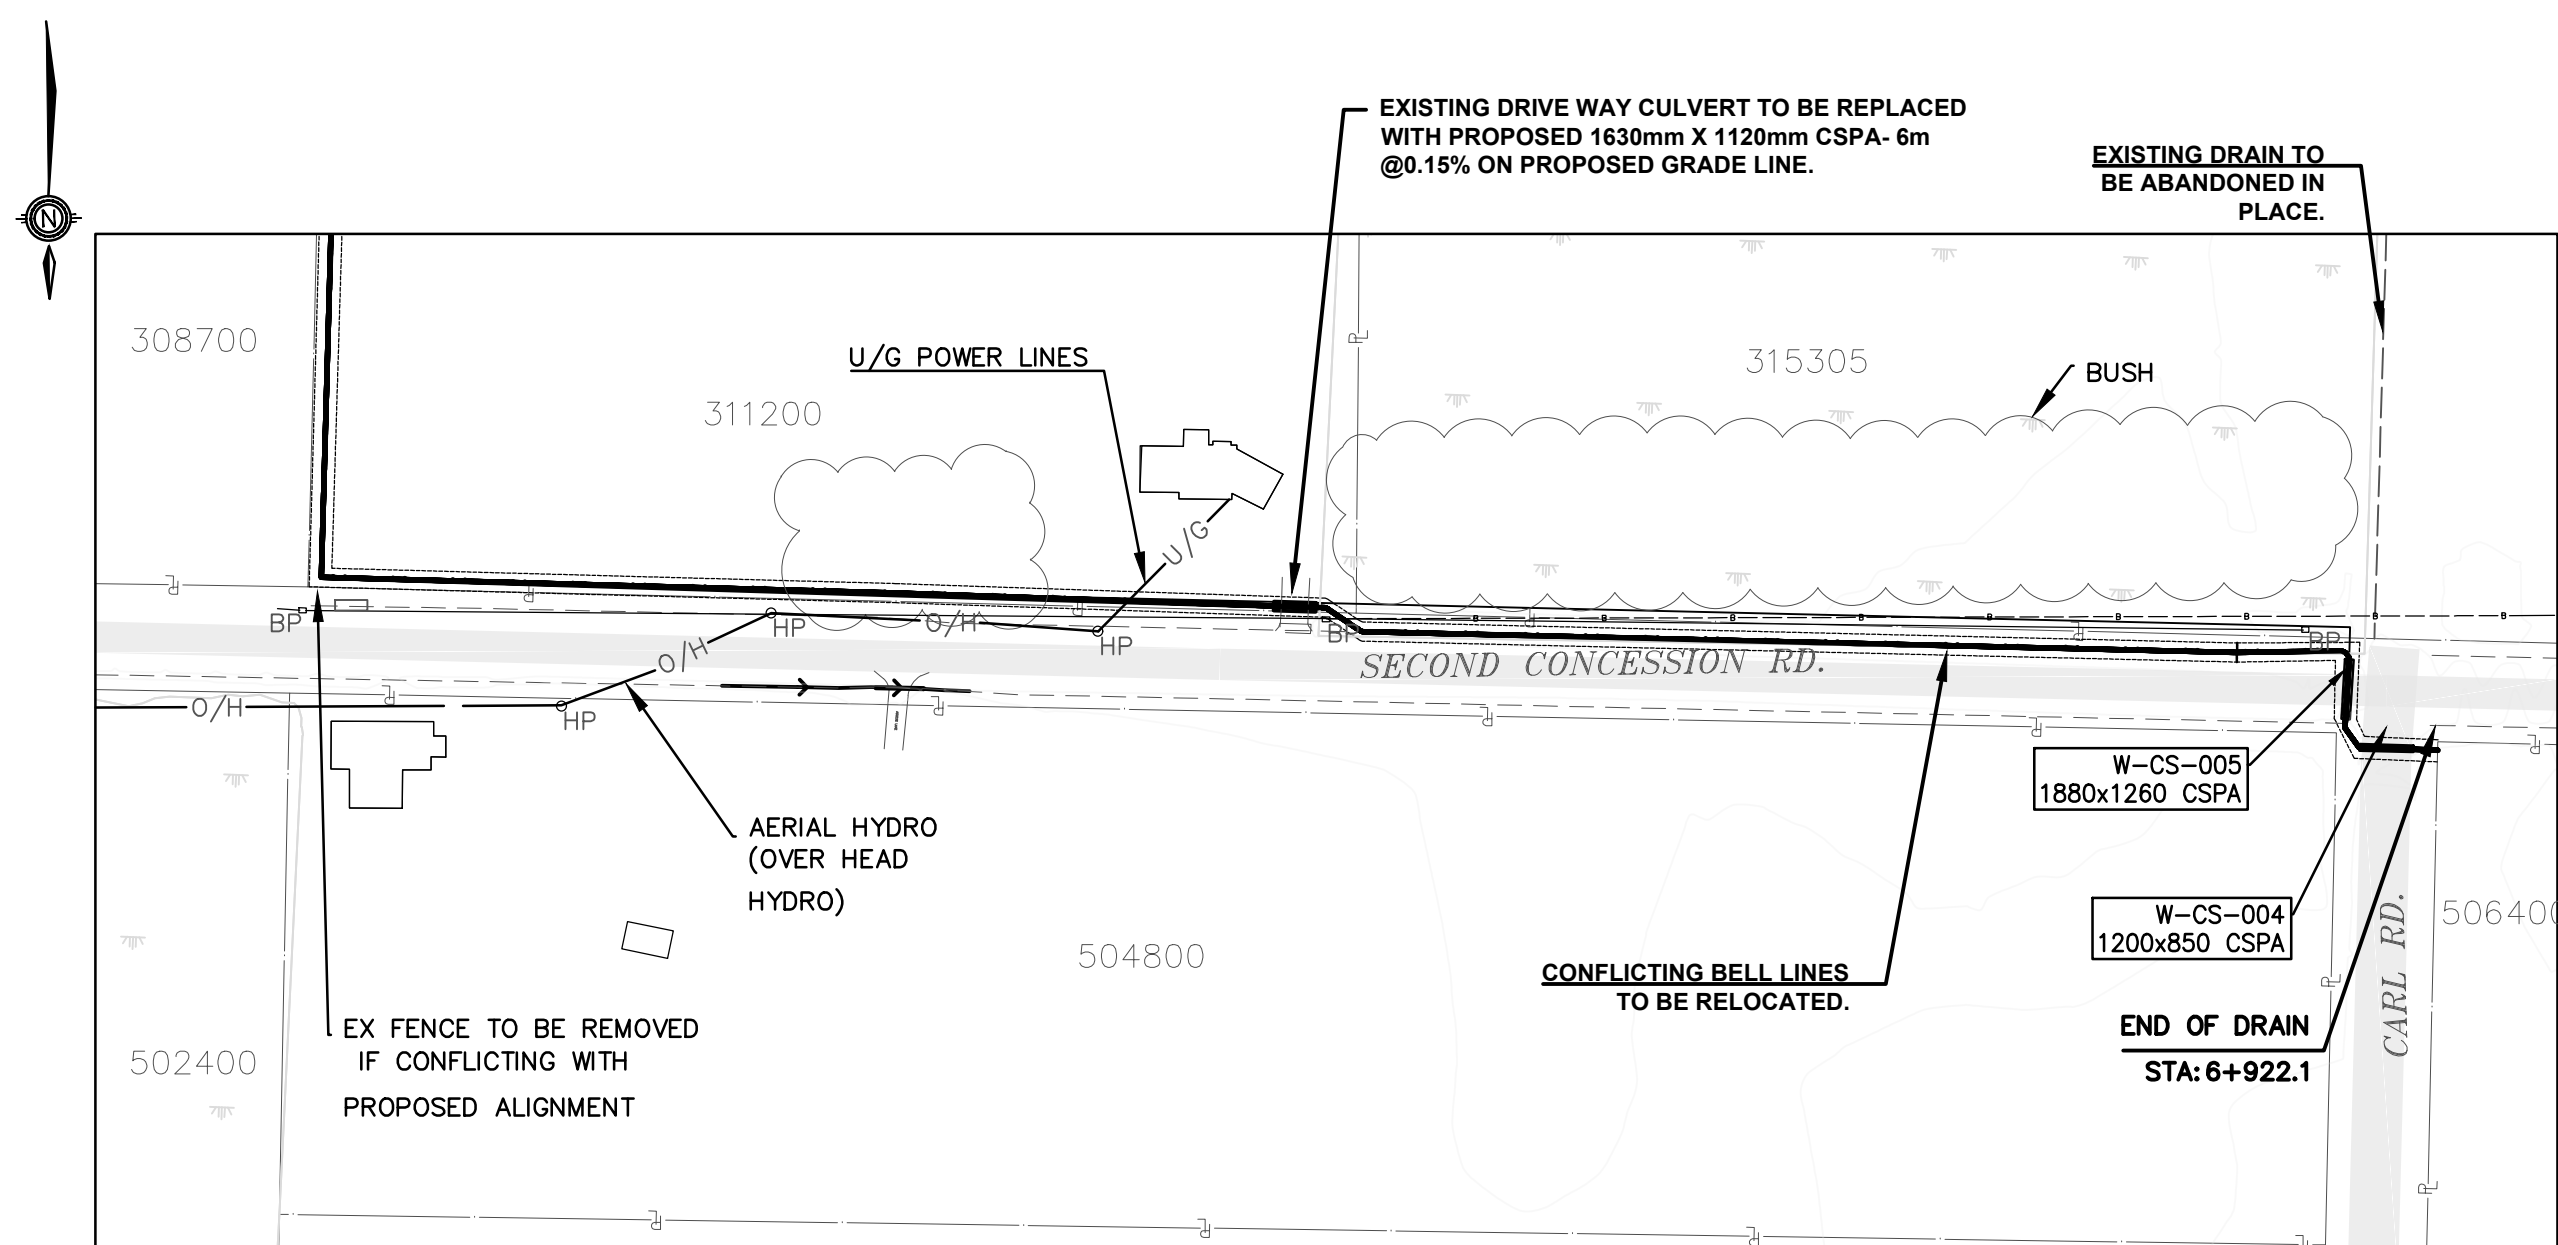 N
EXISTING DRIVE WAY CULVERT TO BE REPLACED
WITH PROPOSED 1630mm X 1120mm CSPA- 6m
@0.15% ON PROPOSED GRADE LINE.
EXISTING DRAIN TO
BE ABANDONED IN
PLACE.
308700
311200
U/G POWER LINES
315305
BUSH
U/G
BP
HP
O/H
HP
BP
BP
O/H
O/H
HP
B
B
B
B
B
B
B
B
B
SECOND CONCESSION RD.
W-CS-005
1880x1260 CSPA
AERIAL HYDRO
(OVER HEAD
HYDRO)
W-CS-004
1200x850 CSPA
506400
CARL RD.
504800
CONFLICTING BELL LINES
TO BE RELOCATED.
END OF DRAIN
STA: 6+922.1
EX FENCE TO BE REMOVED
IF CONFLICTING WITH
PROPOSED ALIGNMENT
502400